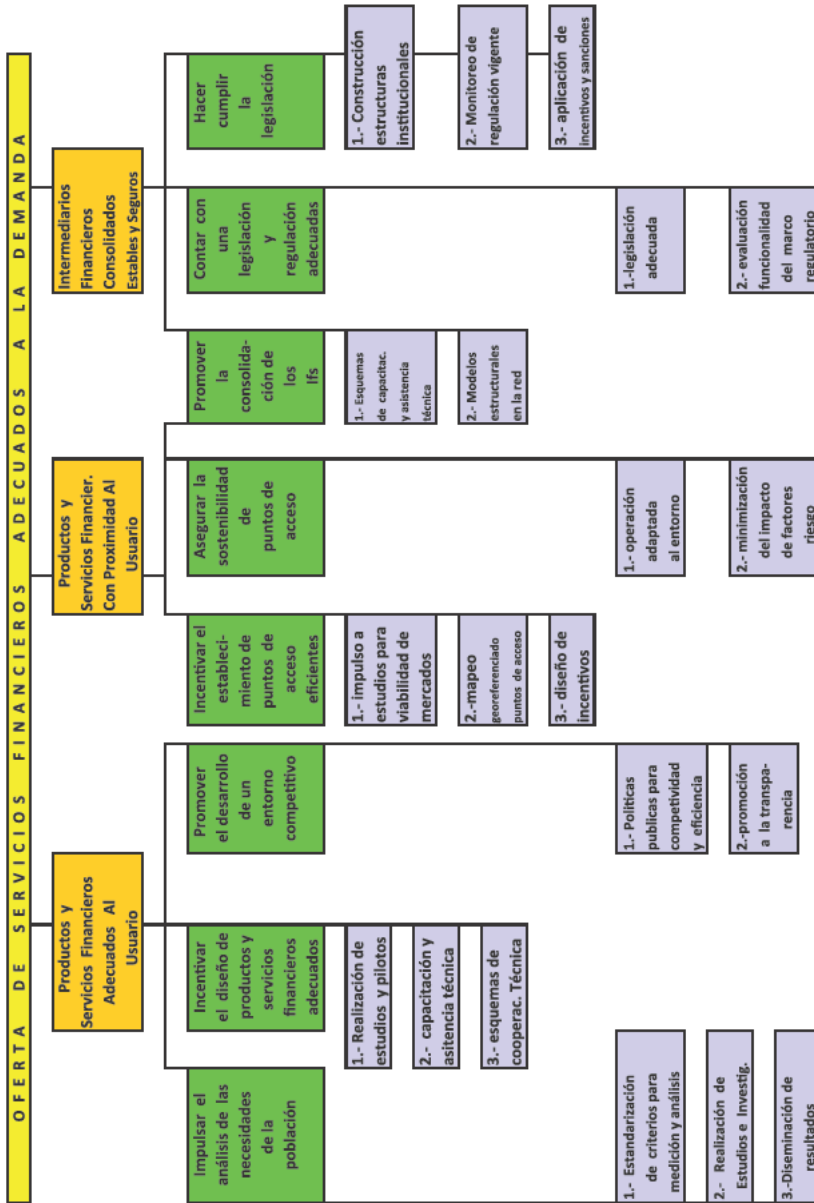 OFERTA DE SERVICIOS FINANCIEROS ADECUADOS A LA DEMANDA
Productos y
Servicios Financieros
Adecuados Al
Usuario
Productos y
Servicios Financier.
Con Proximidad Al
Usuario
Intermediarios
Financieros
Consolidados
Estables y Seguros
Impulsar el
análisis de las
necesidades
de la
población
Incentivar
el diseño de
productos y
servicios
financieros
adecuados
Promover
el desarrollo
de un
entorno
competitivo
Incentivar el
estableci-
miento de
puntos de
acceso
eficientes
Asegurar la
sostenibilidad
de
puntos de
acceso
Promover
la
consolida-
ción de
los
Ifs
Contar con
una
legislación
y
regulación
adecuadas
Hacer
cumplir
la
legislación
1.- Realización de
estudios y pilotos
2.- capacitación y
asitencia técnica
3.- esquemas de
cooperac. Técnica
1.- impulso a
estudios para
viabilidad de
mercados
2.-mapeo
georeferenciado
puntos de acceso
3.- diseño de
incentivos
1.- Esquemas
de capacitac.
y asistencia
técnica
2.- Modelos
estructurales
en la red
1.- Construcción
estructuras
institucionales
2.- Monitoreo de
regulación vigente
3.- aplicación de
incentivos y sanciones
1.- Estandarización
de criterios para
medición y análisis
2.- Realización de
Estudios e Investig.
3.-Diseminación de
resultados
1.- Politicas
publicas para
competividad
y eficiencia
2.-promoción
a la transpa-
rencia
1.- operación
adaptada
al entorno
2.- minimización
del impacto
de factores
riesgo
1.-legislación
adecuada
2.- evaluación
funcionalidad
del marco
regulatorio